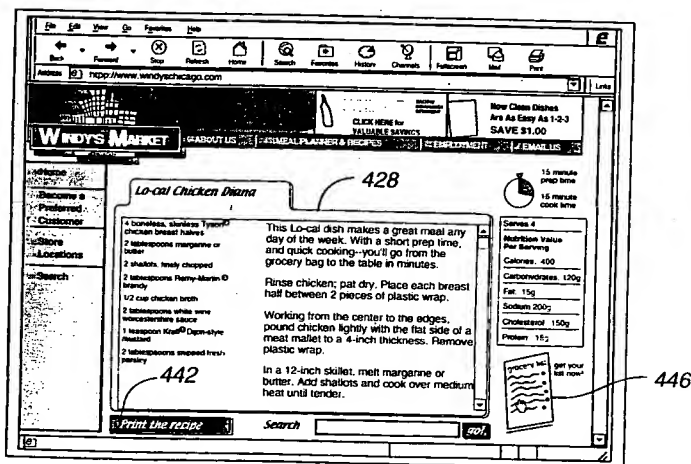 File Edit View Go Favorites Help
Back Forward Stop Refresh Home Search Favorites History Channels Fullscreen Mail Print
Address htpp://www.windyschicago.com Links
CLICK HERE for
VALUABLE SAVINGS
Now Clean Dishes
Are As Easy As 1-2-3
SAVE $1.00
WINDY'S MARKET
ABOUT US MEAL PLANNER & RECIPES EMPLOYMENT EMAIL US
Home
Become a
Preferred
Customer
Store
Locations
Search
Lo-cal Chicken Diana
428
4 boneless, skinless Tyson©
chicken breast halves
2 tablespoons margarine or
butter
2 shallots, finely chopped
2 tablespoons Remy-Martin ©
brandy
1/2 cup chicken broth
2 tablespoons white wine
worcestershire sauce
1 teaspoon Kraft© Dijon-style
mustard
2 tablespoons snipped fresh
parsley
This Lo-cal dish makes a great meal any
day of the week. With a short prep time,
and quick cooking--you'll go from the
grocery bag to the table in minutes.
Rinse chicken; pat dry. Place each breast
half between 2 pieces of plastic wrap.
Working from the center to the edges,
pound chicken lightly with the flat side of a
meat mallet to a 4-inch thickness. Remove
plastic wrap.
In a 12-inch skillet, melt margarine or
butter. Add shallots and cook over medium
heat until tender.
15 minute
prep time
15 minute
cook time
Serves 4
Nutrition Value
Per Serving
Calories. 400
Carbohydrates. 120g
Fat. 15g
Sodium 200g
Cholesterol 150g
Protein 15g
grocery list
get your
list now
446
442
Print the recipe Search go!